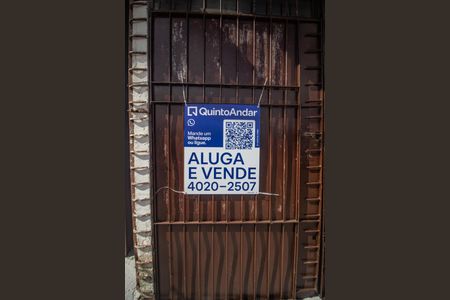 QuintoAndar
Mande um
Whatsapp
ou ligue.
ALUGA
E VENDE
4020-2507